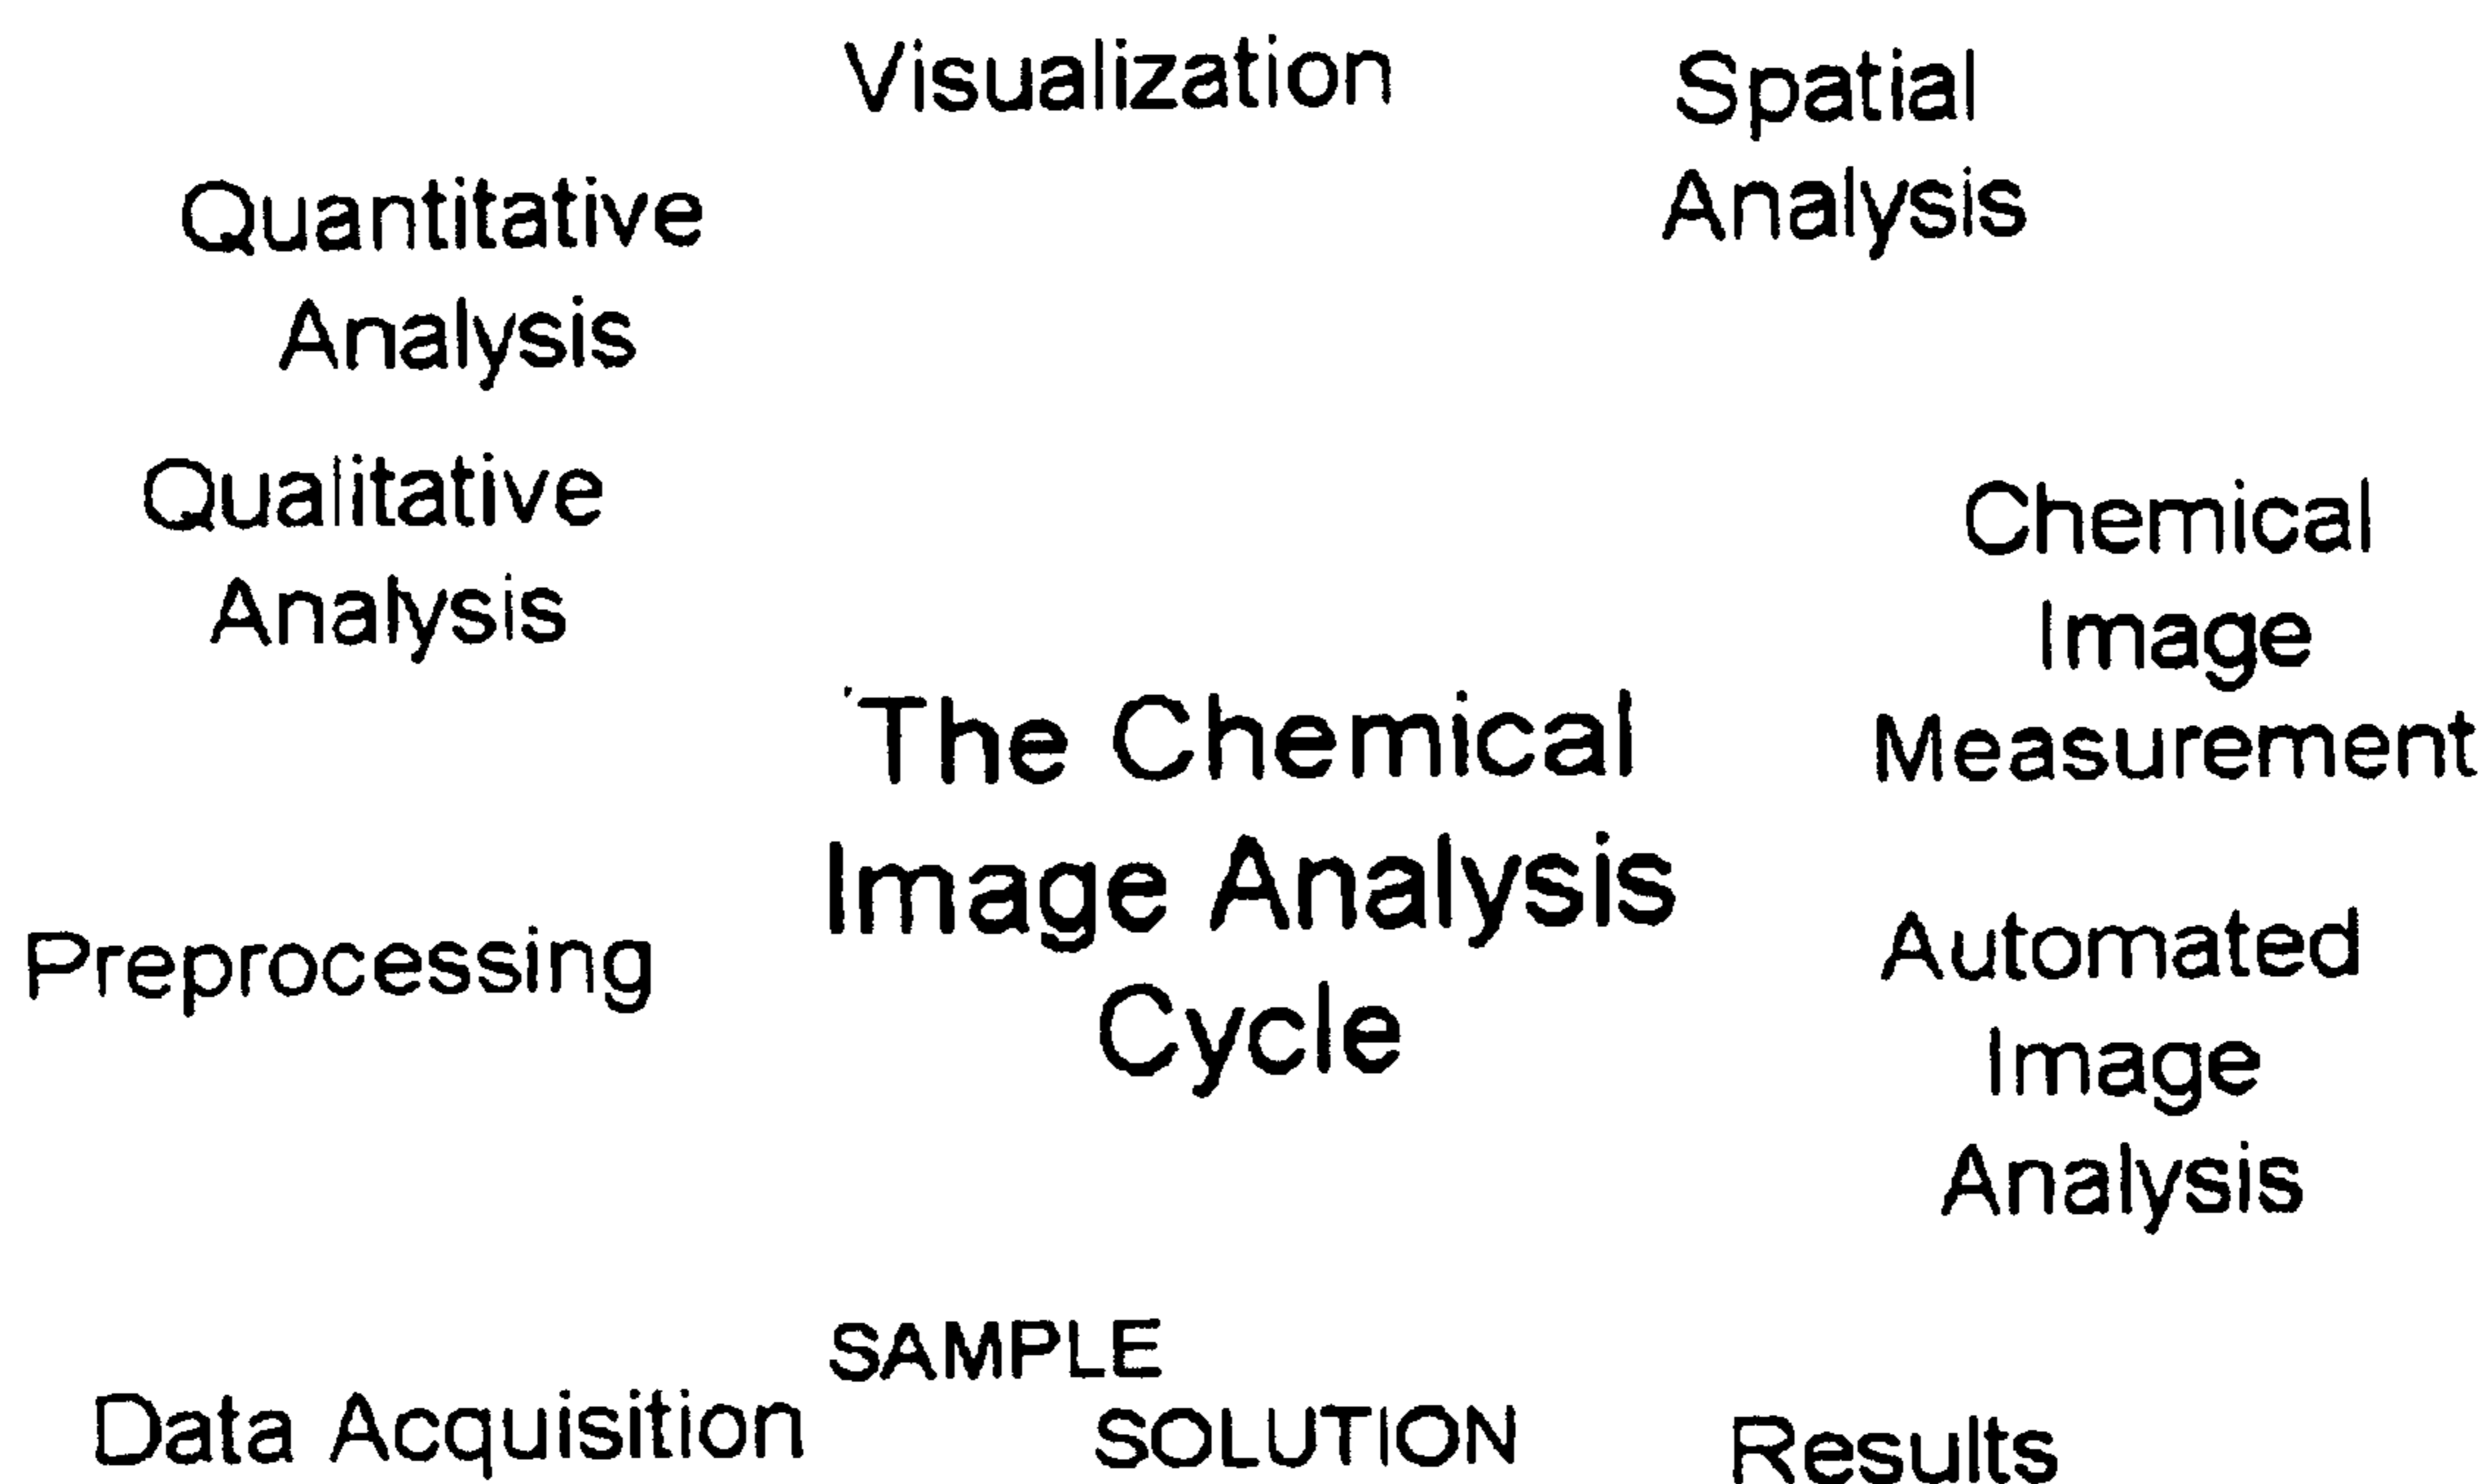 Visualization
Spatial
Analysis
Quantitative
Analysis
Qualitative
Analysis
Chemical
Image
Measurement
The Chemical
Image Analysis
Cycle
Preprocessing
Automated
Image
Analysis
SAMPLE
SOLUTION
Data Acquisition
Results